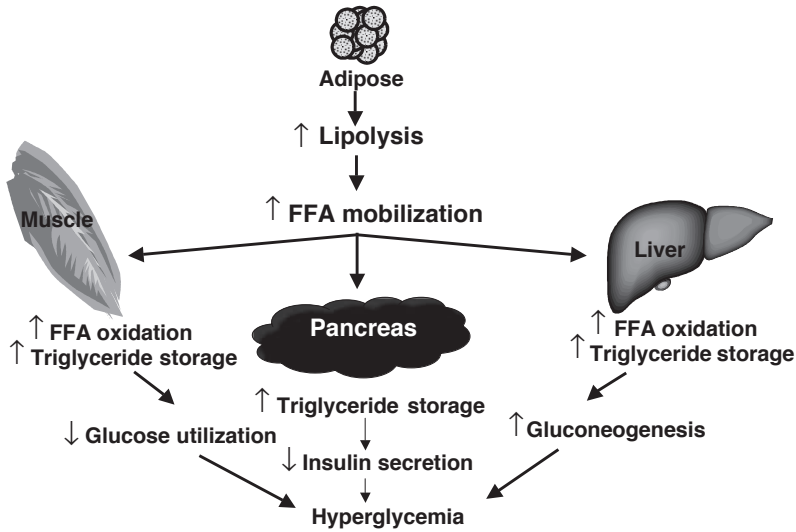 Adipose
↑ Lipolysis
↑ FFA mobilization
Muscle
↑ FFA oxidation
↑ Triglyceride storage
↓ Glucose utilization
Pancreas
↑ Triglyceride storage
↓ Insulin secretion
Liver
↑ FFA oxidation
↑ Triglyceride storage
↑ Gluconeogenesis
Hyperglycemia